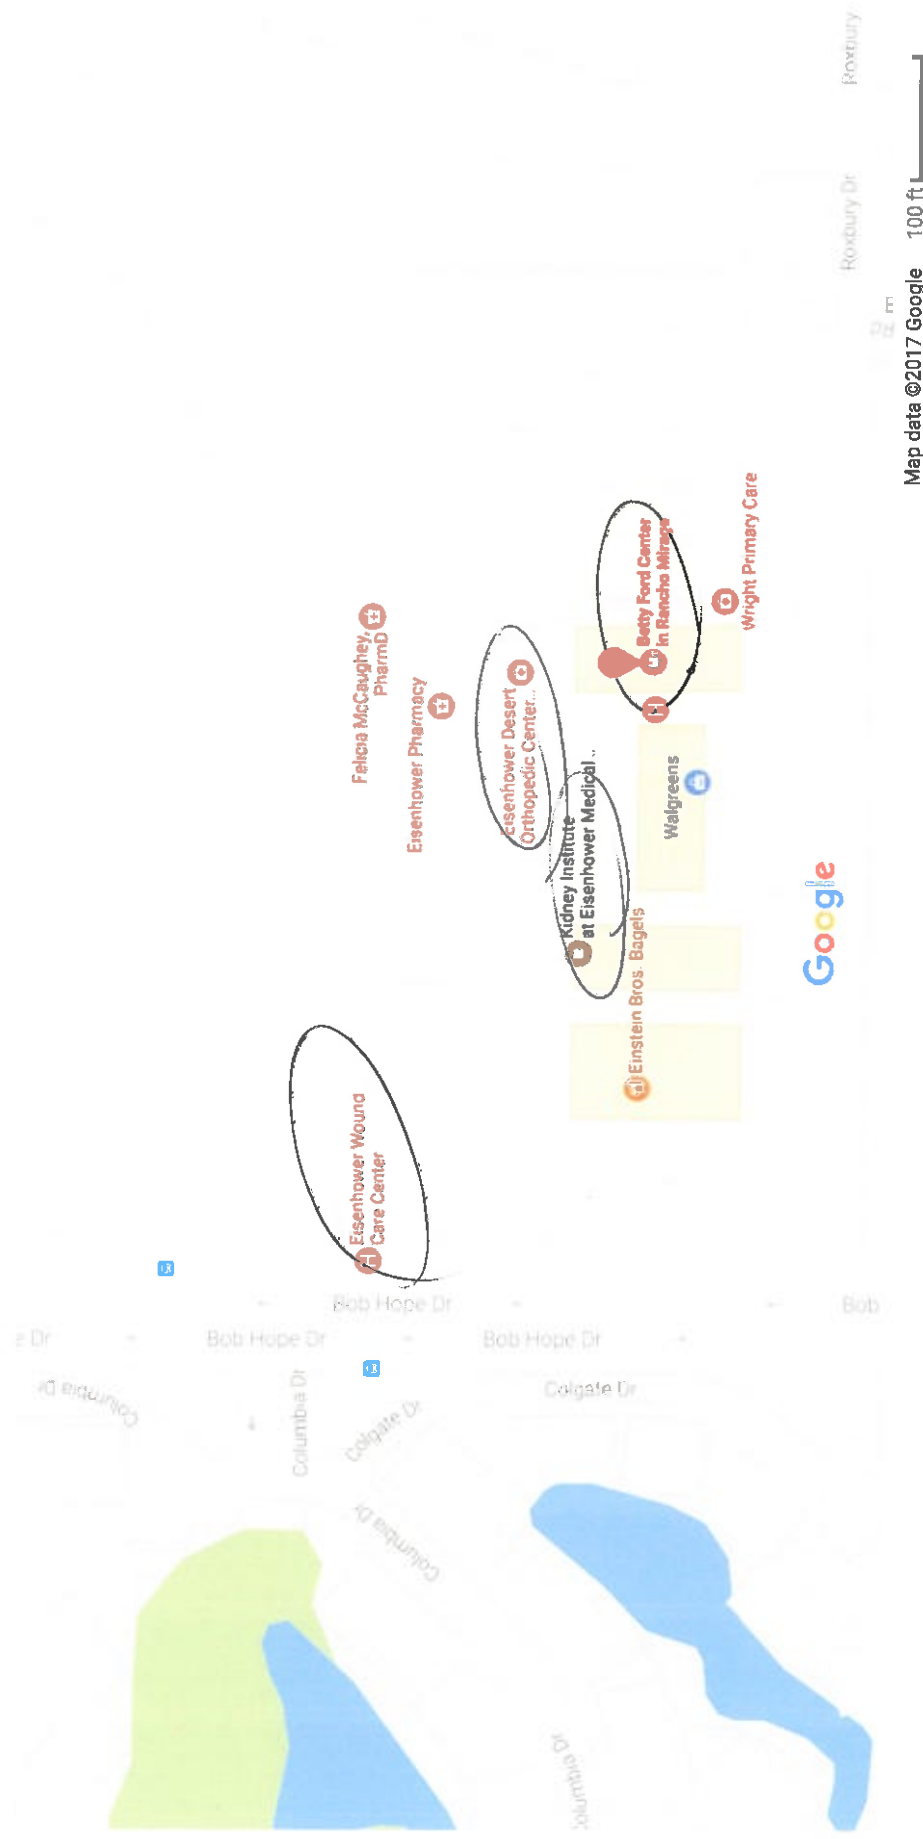 Felicia McCaughey,
PharmD
Eisenhower Pharmacy
Eisenhower Wound
Care Center
Eisenhower Desert
Orthopedic Center...
Kidney Institute
at Eisenhower Medical...
Betty Ford Center
in Rancho Mirage
Walgreens
Einstein Bros. Bagels
Wright Primary Care
Bob Hope Dr
Bob Hope Dr
Bob Hope Dr
Bob
e Dr
Columbia Dr
Columbia Dr
Colgate Dr
Columbia Dr
Colgate Dr
Columbia Dr
Roxbury Dr
Roxbury
Google
Map data ©2017 Google
100 ft